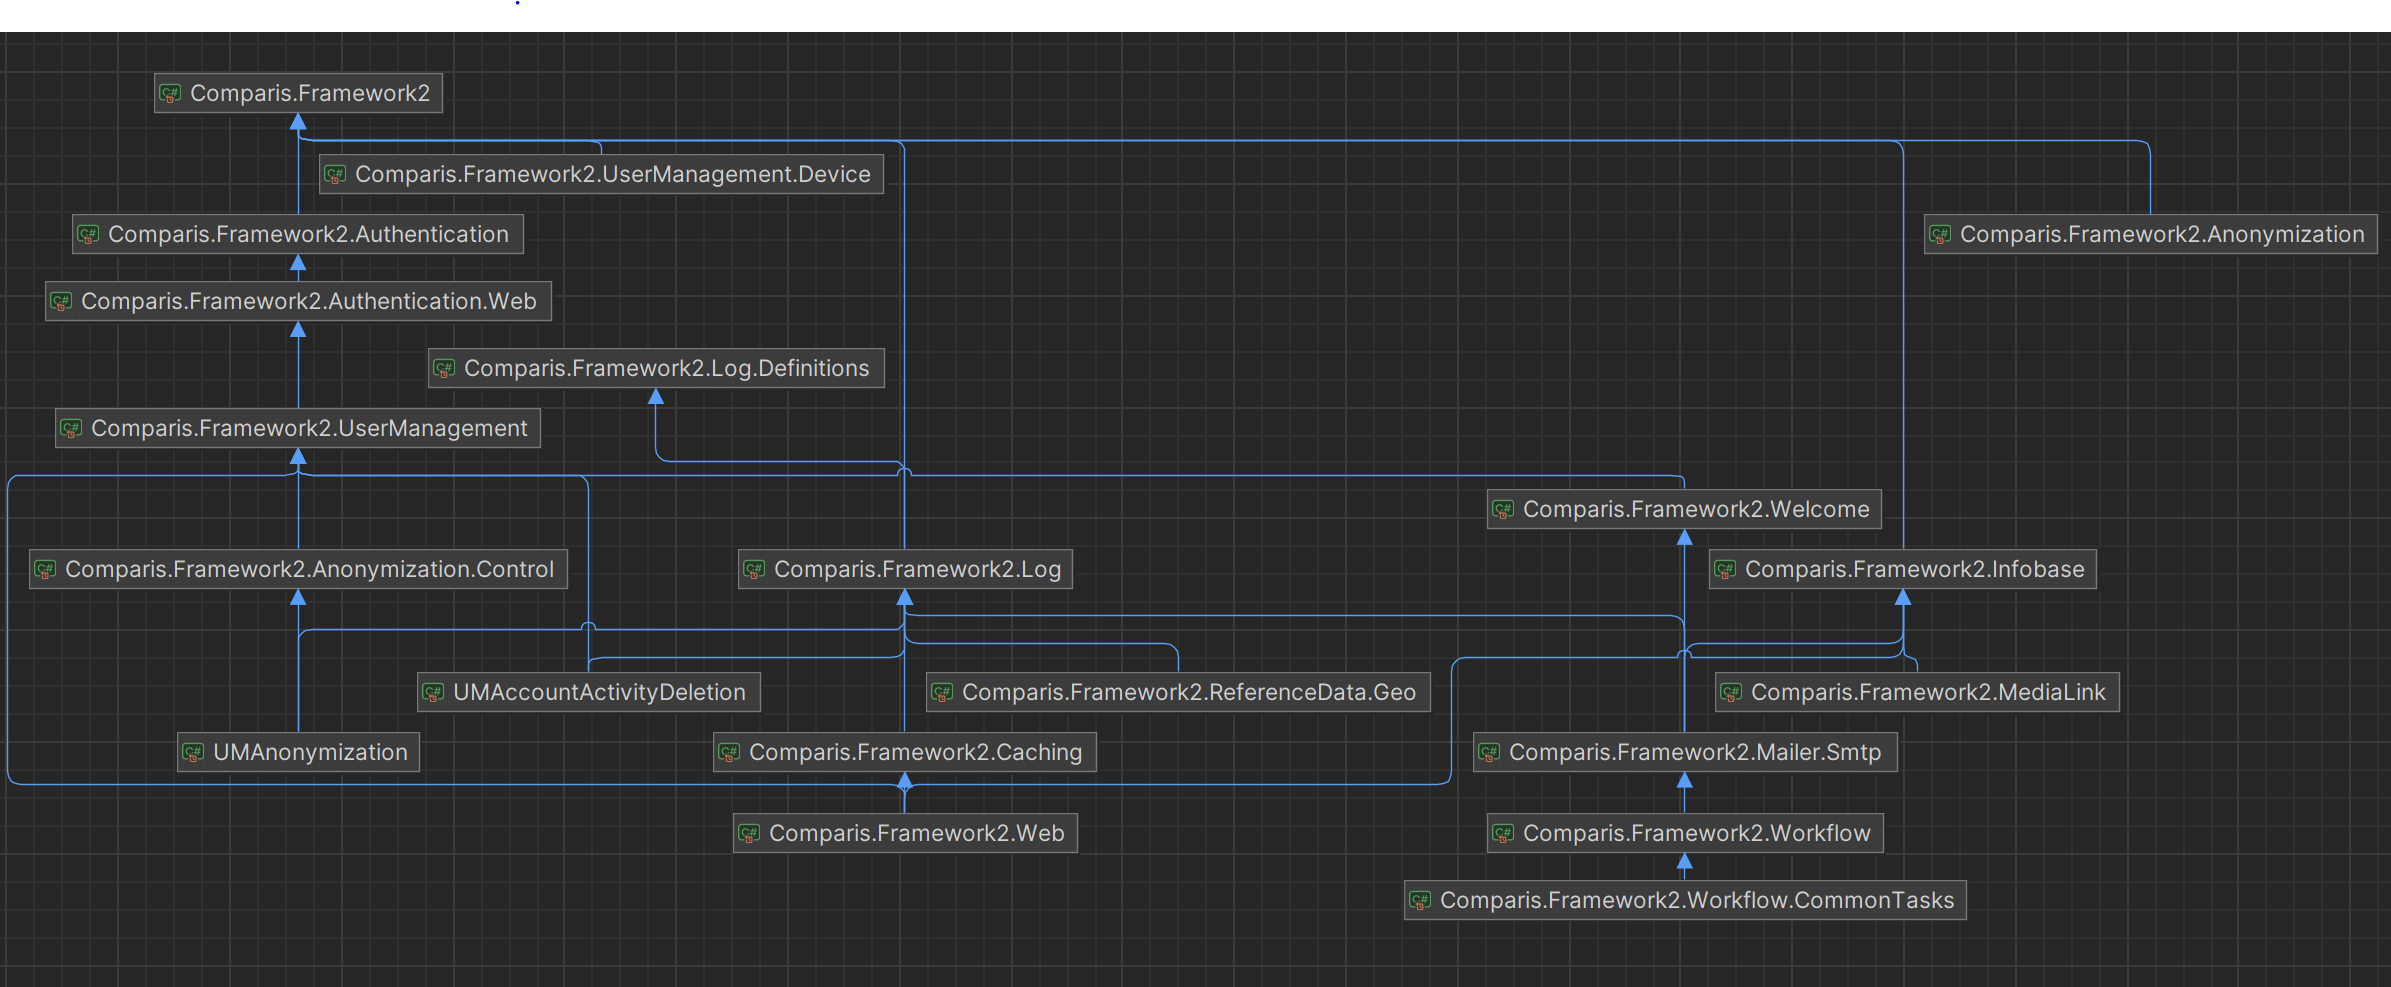 Comparis.Framework2
Comparis.Framework2.UserManagement.Device
Comparis.Framework2.Authentication
Comparis.Framework2.Anonymization
Comparis.Framework2.Authentication.Web
Comparis.Framework2.Log.Definitions
Comparis.Framework2.UserManagement
Comparis.Framework2.Welcome
Comparis.Framework2.Anonymization.Control
Comparis.Framework2.Log
Comparis.Framework2.Infobase
UMAccountActivityDeletion
Comparis.Framework2.ReferenceData.Geo
Comparis.Framework2.MediaLink
UMAnonymization
Comparis.Framework2.Caching
Comparis.Framework2.Mailer.Smtp
Comparis.Framework2.Web
Comparis.Framework2.Workflow
Comparis.Framework2.Workflow.CommonTasks